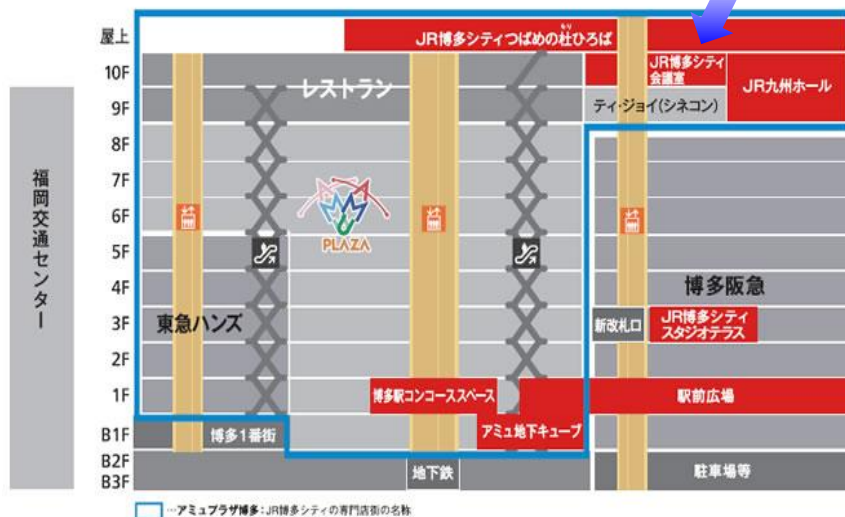 屋上
JR博多シティつばめの杜ひろば
もり
10F
レストラン
JR博多シティ
会議室
JR九州ホール
9F
ティ・ジョイ(シネコン)
8F
7F
6F
PLAZA
5F
4F
博多阪急
3F
東急ハンズ
新改札口
JR博多シティ
スタジオテラス
2F
1F
博多駅コンコーススペース
駅前広場
B1F
博多1番街
アミュ地下キューブ
B2F
地下鉄
駐車場等
B3F
福岡交通センター
…アミュプラザ博多:JR博多シティの専門店街の名称